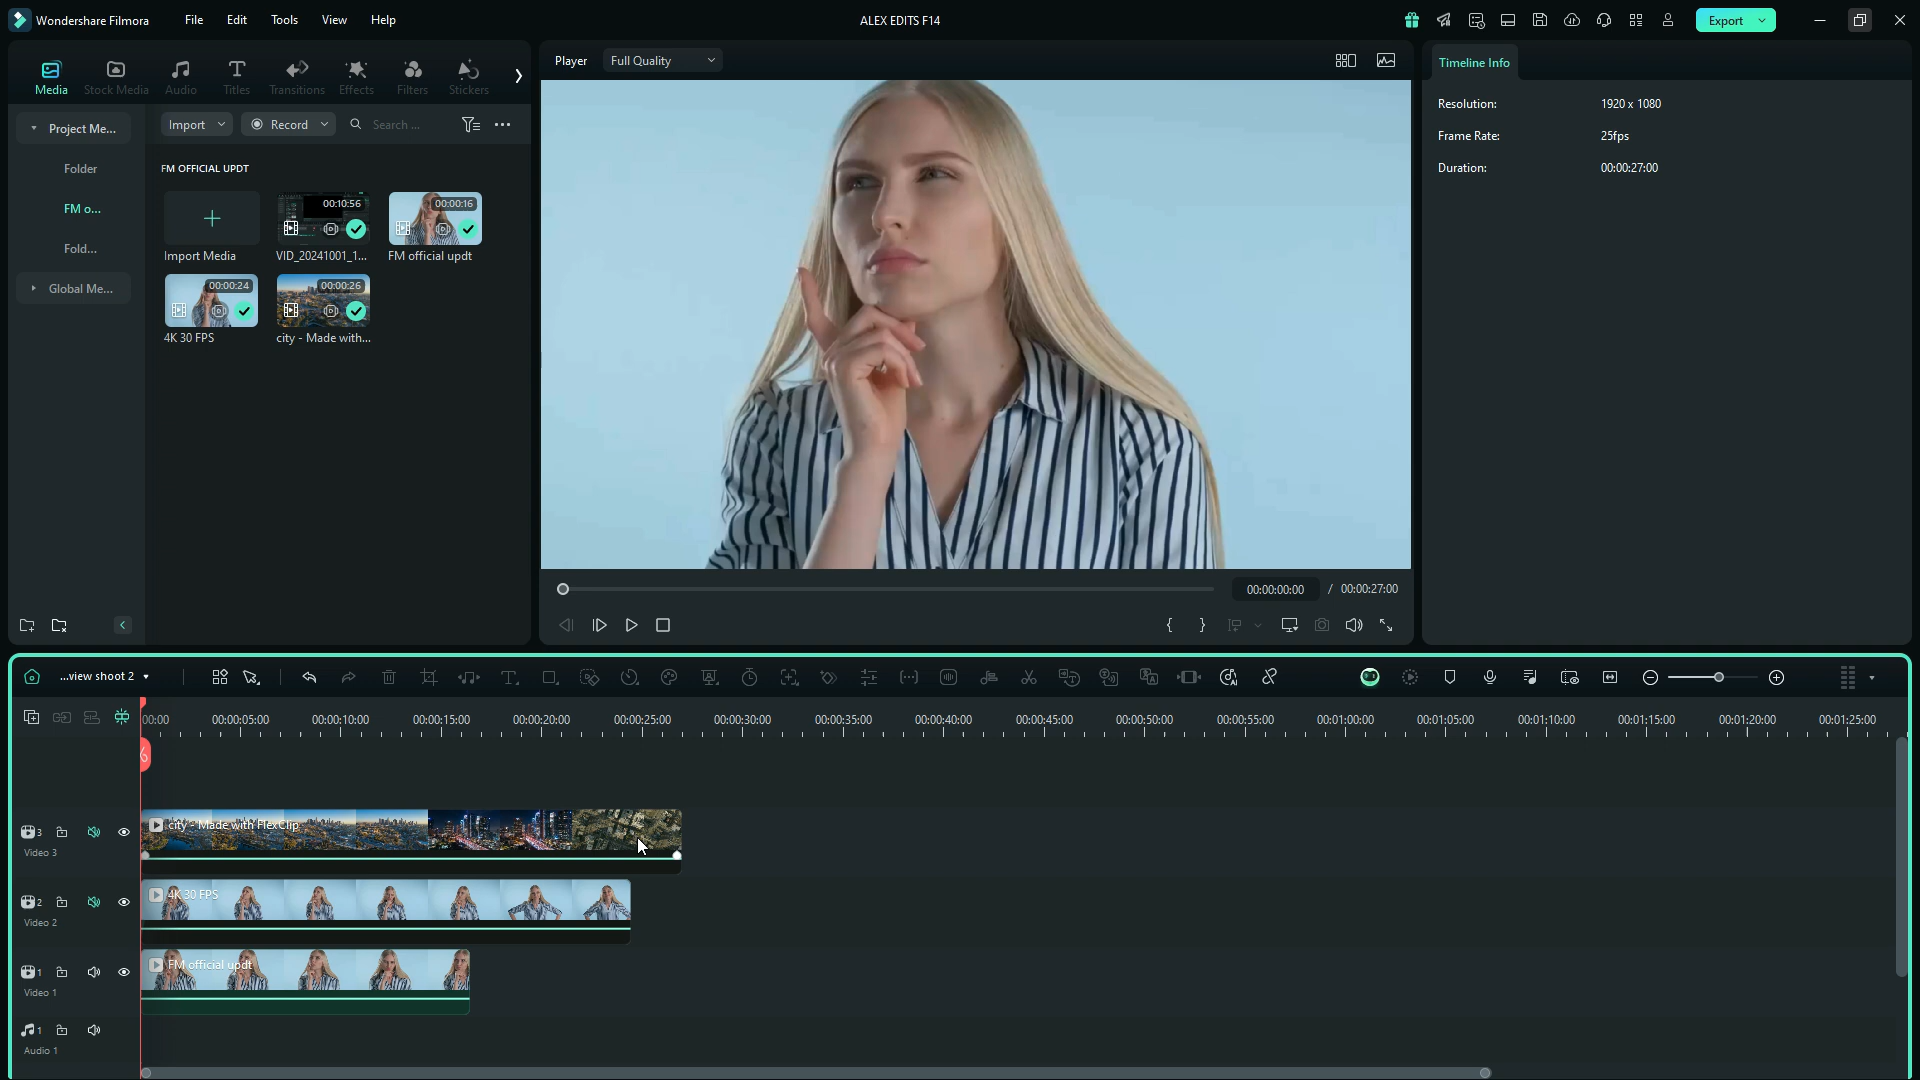 Wondershare Filmora
File
Edit
Tools
View
Help
ALEX EDITS F14
Export
Media
Stock Media
Audio
Titles
Transitions
Effects
Filters
Stickers
Player
Full Quality
Timeline Info
Project Me...
Import
Record
Search ...
Resolution:
1920 x 1080
Frame Rate:
25fps
Duration:
00:00:27:00
Folder
FM o...
Fold...
Global Me...
FM OFFICIAL UPDT
Import Media
00:10:56
VID_20241001_1...
00:00:16
FM official updt
00:00:24
4K 30 FPS
00:00:26
city - Made with...
00:00:00:00
/
00:00:27:00
...view shoot 2
00:00
00:00:05:00
00:00:10:00
00:00:15:00
00:00:20:00
00:00:25:00
00:00:30:00
00:00:35:00
00:00:40:00
00:00:45:00
00:00:50:00
00:00:55:00
00:01:00:00
00:01:05:00
00:01:10:00
00:01:15:00
00:01:20:00
00:01:25:00
3
Video 3
city - Made with FlexClip
2
Video 2
4K 30 FPS
1
Video 1
FM official updt
1
Audio 1